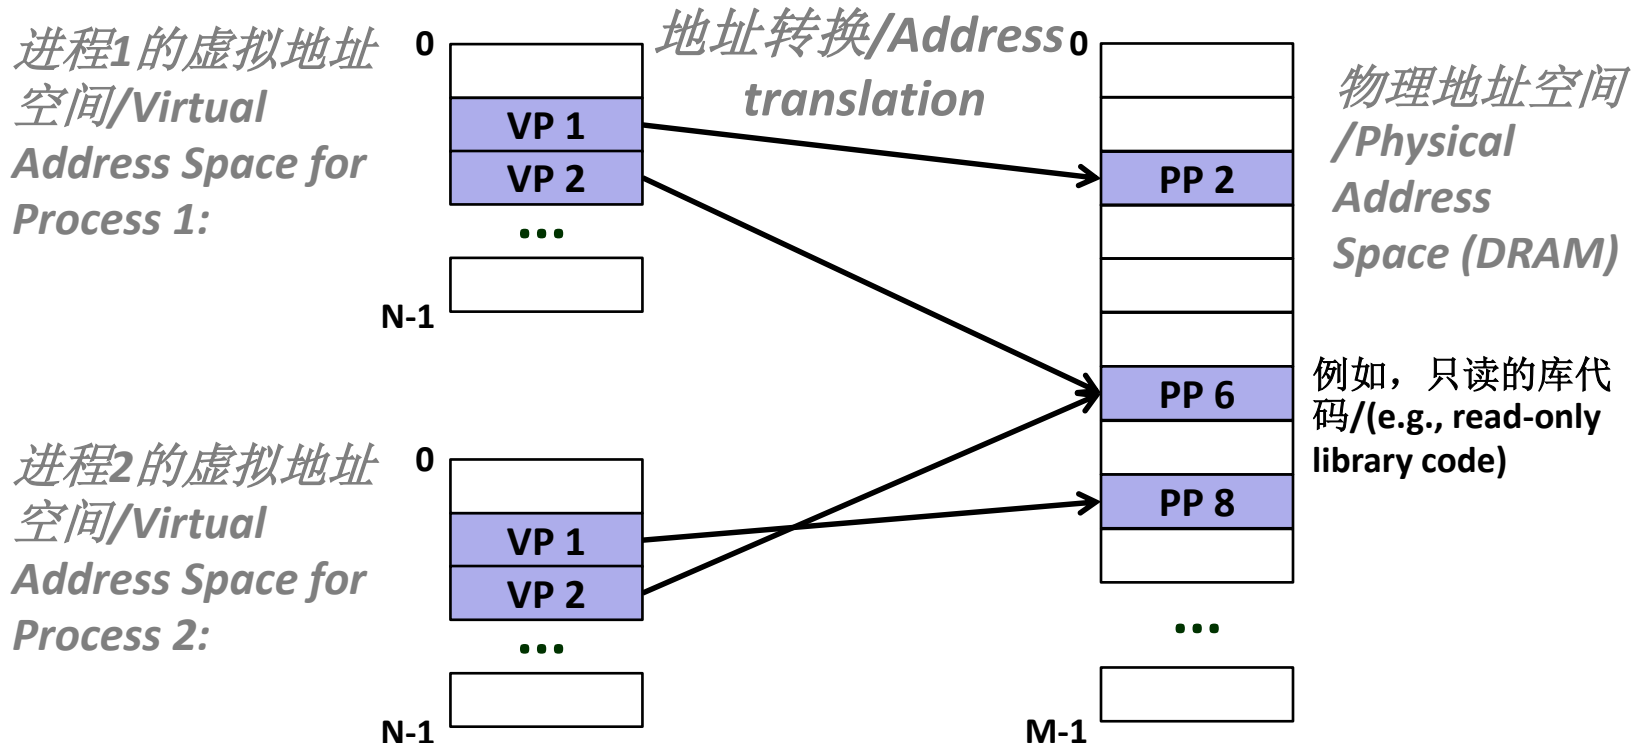 进程1的虚拟地址
空间/Virtual
Address Space for
Process 1:
0
VP 1
VP 2
...
N-1
地址转换/Address
translation
0
PP 2
PP 6
PP 8
...
M-1
物理地址空间
/Physical
Address
Space (DRAM)
例如，只读的库代
码/(e.g., read-only
library code)
进程2的虚拟地址
空间/Virtual
Address Space for
Process 2:
0
VP 1
VP 2
...
N-1